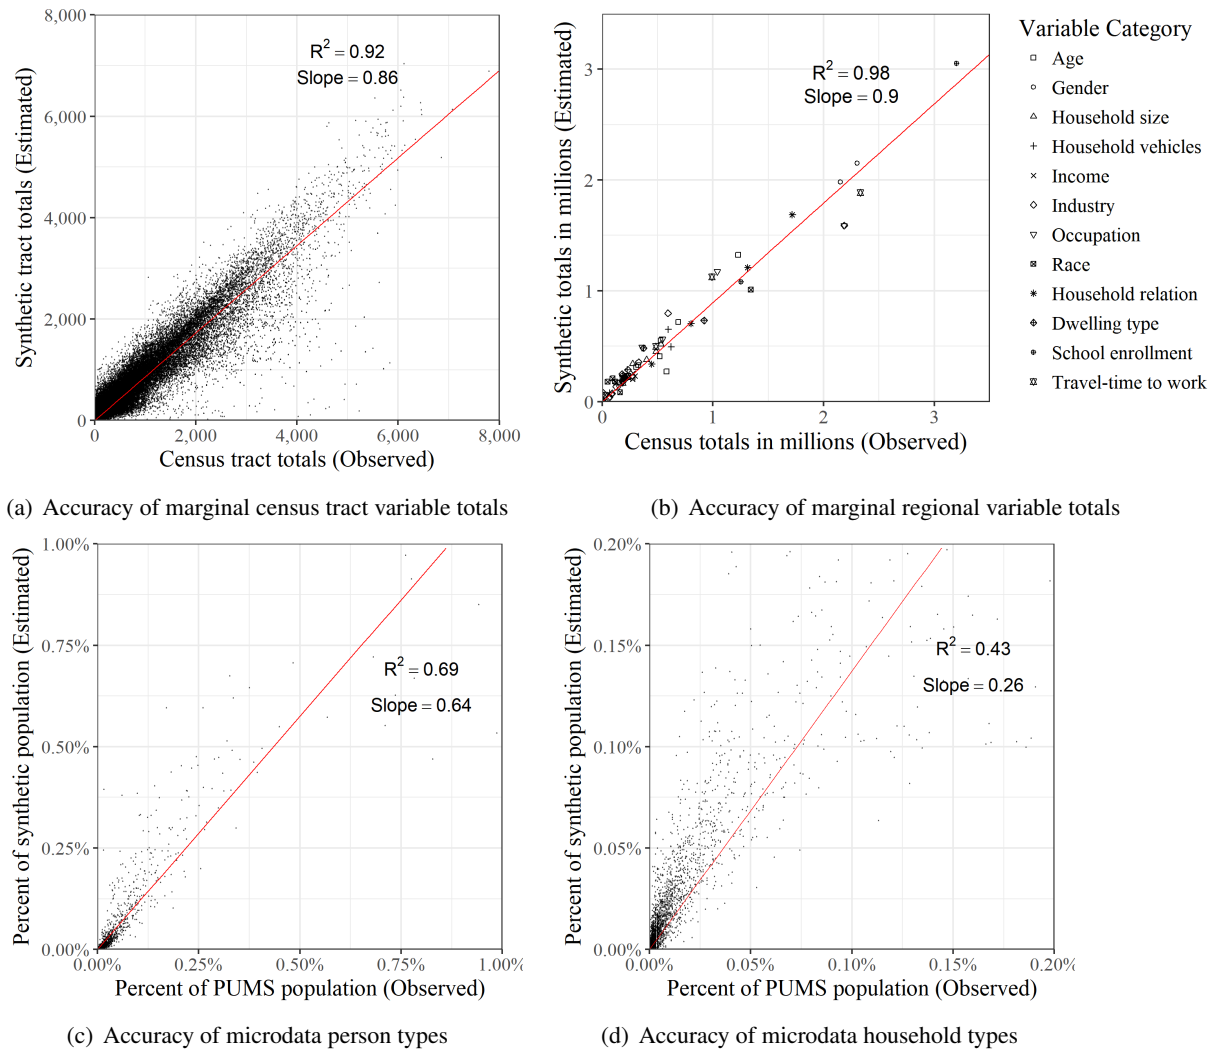 8,000
6,000
4,000
2,000
0
0
2,000
4,000
6,000
8,000
Synthetic tract totals (Estimated)
Census tract totals (Observed)
R² = 0.92
Slope = 0.86
(a) Accuracy of marginal census tract variable totals
3
2
1
0
0
1
2
3
Synthetic totals in millions (Estimated)
Census totals in millions (Observed)
R² = 0.98
Slope = 0.9
Variable Category
Age
Gender
Household size
Household vehicles
Income
Industry
Occupation
Race
Household relation
Dwelling type
School enrollment
Travel-time to work
(b) Accuracy of marginal regional variable totals
1.00%
0.75%
0.50%
0.25%
0.00%
0.00%
0.25%
0.50%
0.75%
1.00%
Percent of synthetic population (Estimated)
Percent of PUMS population (Observed)
R² = 0.69
Slope = 0.64
(c) Accuracy of microdata person types
0.20%
0.15%
0.10%
0.05%
0.00%
0.00%
0.05%
0.10%
0.15%
0.20%
Percent of synthetic population (Estimated)
Percent of PUMS population (Observed)
R² = 0.43
Slope = 0.26
(d) Accuracy of microdata household types